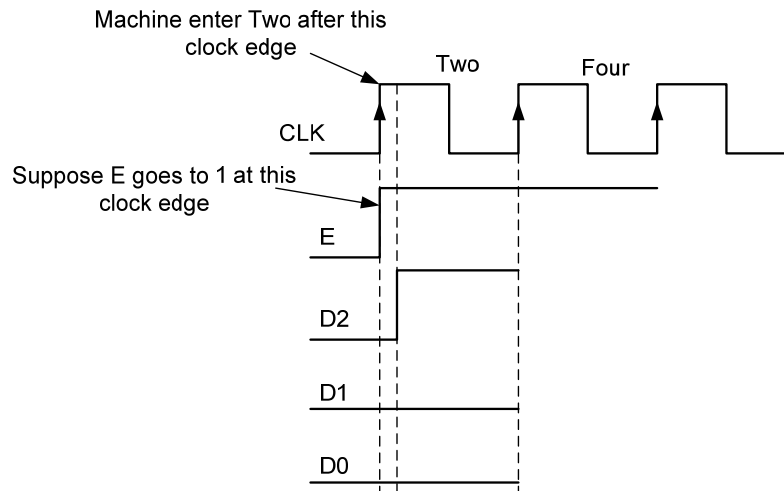 Machine enter Two after this
clock edge
Two
Four
CLK
Suppose E goes to 1 at this
clock edge
E
D2
D1
D0